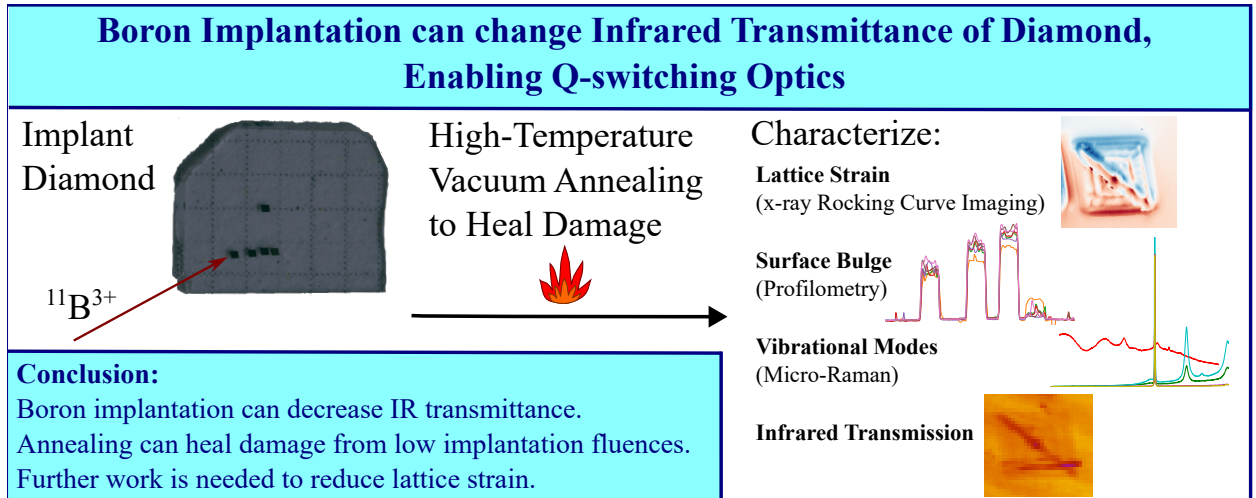 Boron Implantation can change Infrared Transmittance of Diamond,
Enabling Q-switching Optics
Implant
Diamond
¹¹B³⁺
High-Temperature
Vacuum Annealing
to Heal Damage
Characterize:
Lattice Strain
(x-ray Rocking Curve Imaging)
Surface Bulge
(Profilometry)
Vibrational Modes
(Micro-Raman)
Infrared Transmission
Conclusion:
Boron implantation can decrease IR transmittance.
Annealing can heal damage from low implantation fluences.
Further work is needed to reduce lattice strain.